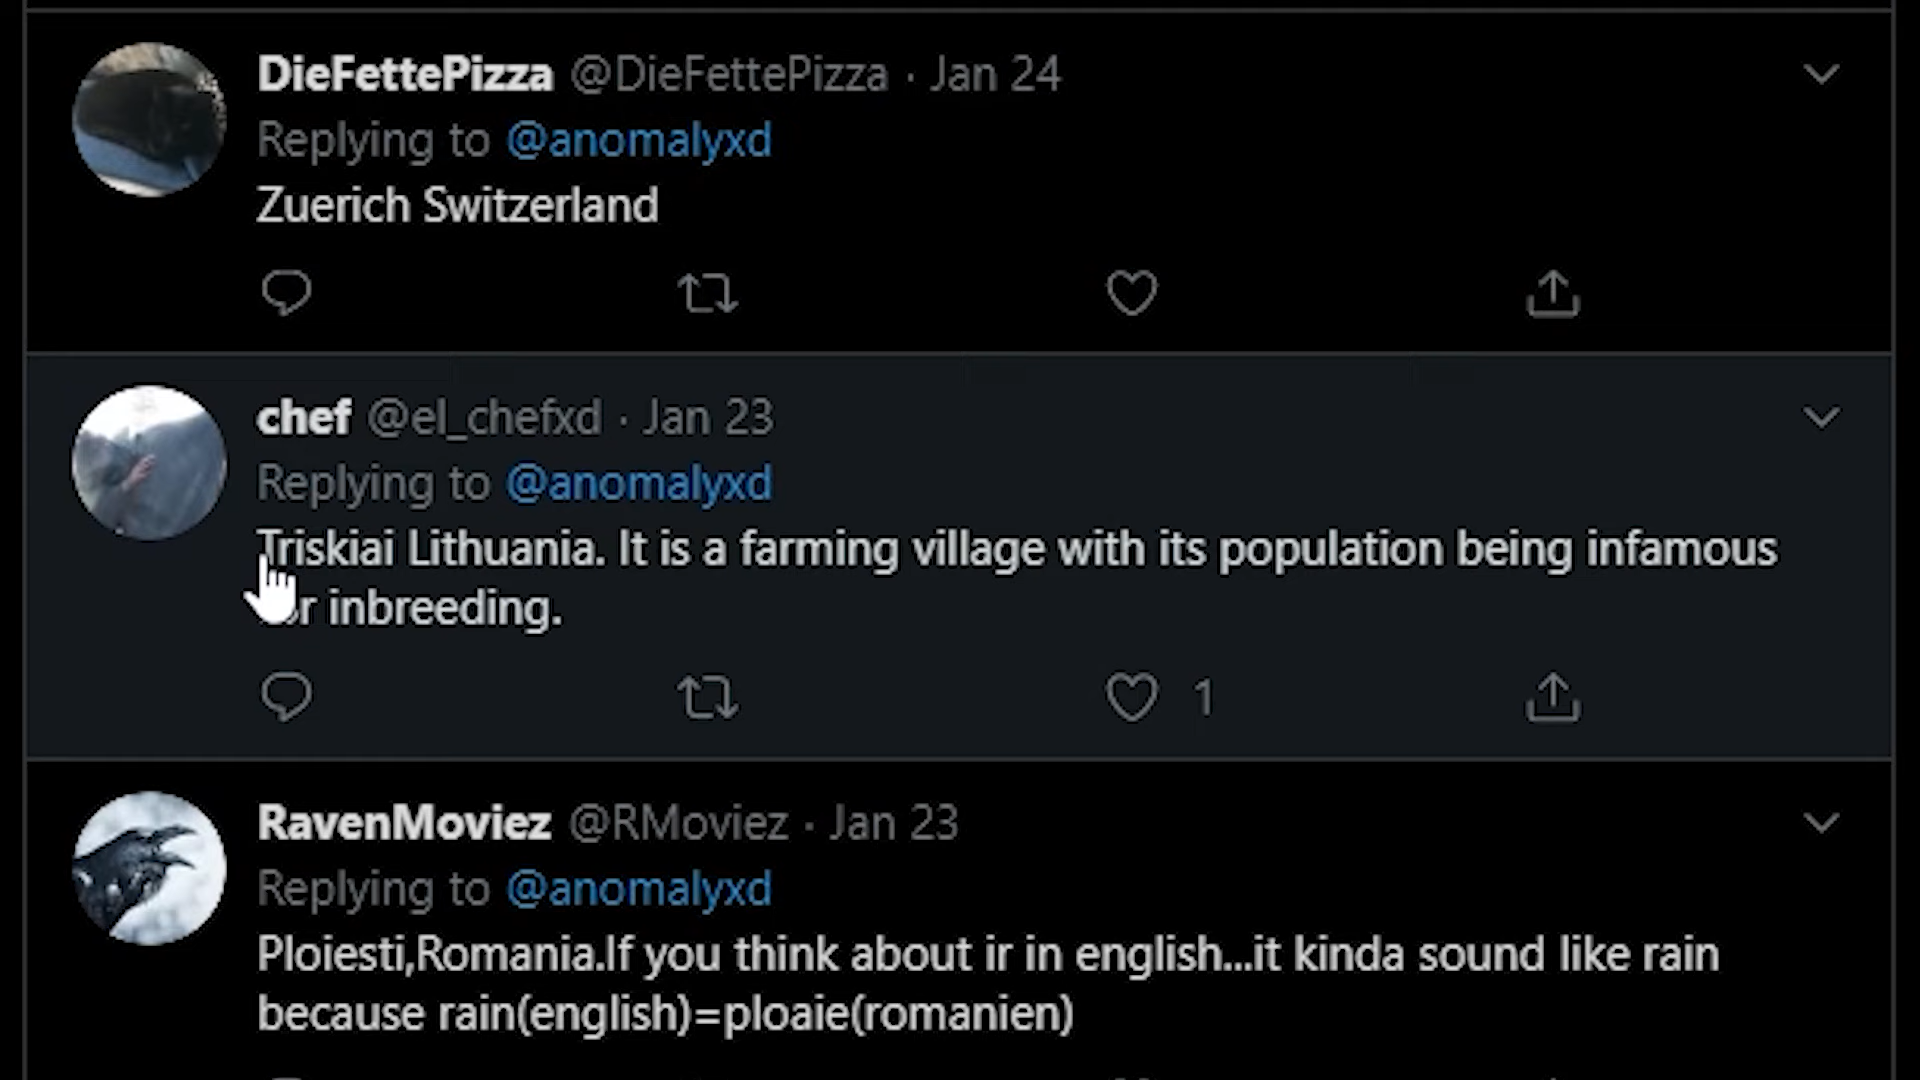 DieFettePizza @DieFettePizza · Jan 24
Replying to @anomalyxd
Zuerich Switzerland
chef @el_chefxd · Jan 23
Replying to @anomalyxd
Triskiai Lithuania. It is a farming village with its population being infamous
inbreeding.
1
RavenMoviez @RMoviez · Jan 23
Replying to @anomalyxd
Ploiesti,Romania.If you think about ir in english...it kinda sound like rain
because rain(english)=ploaie(romanien)